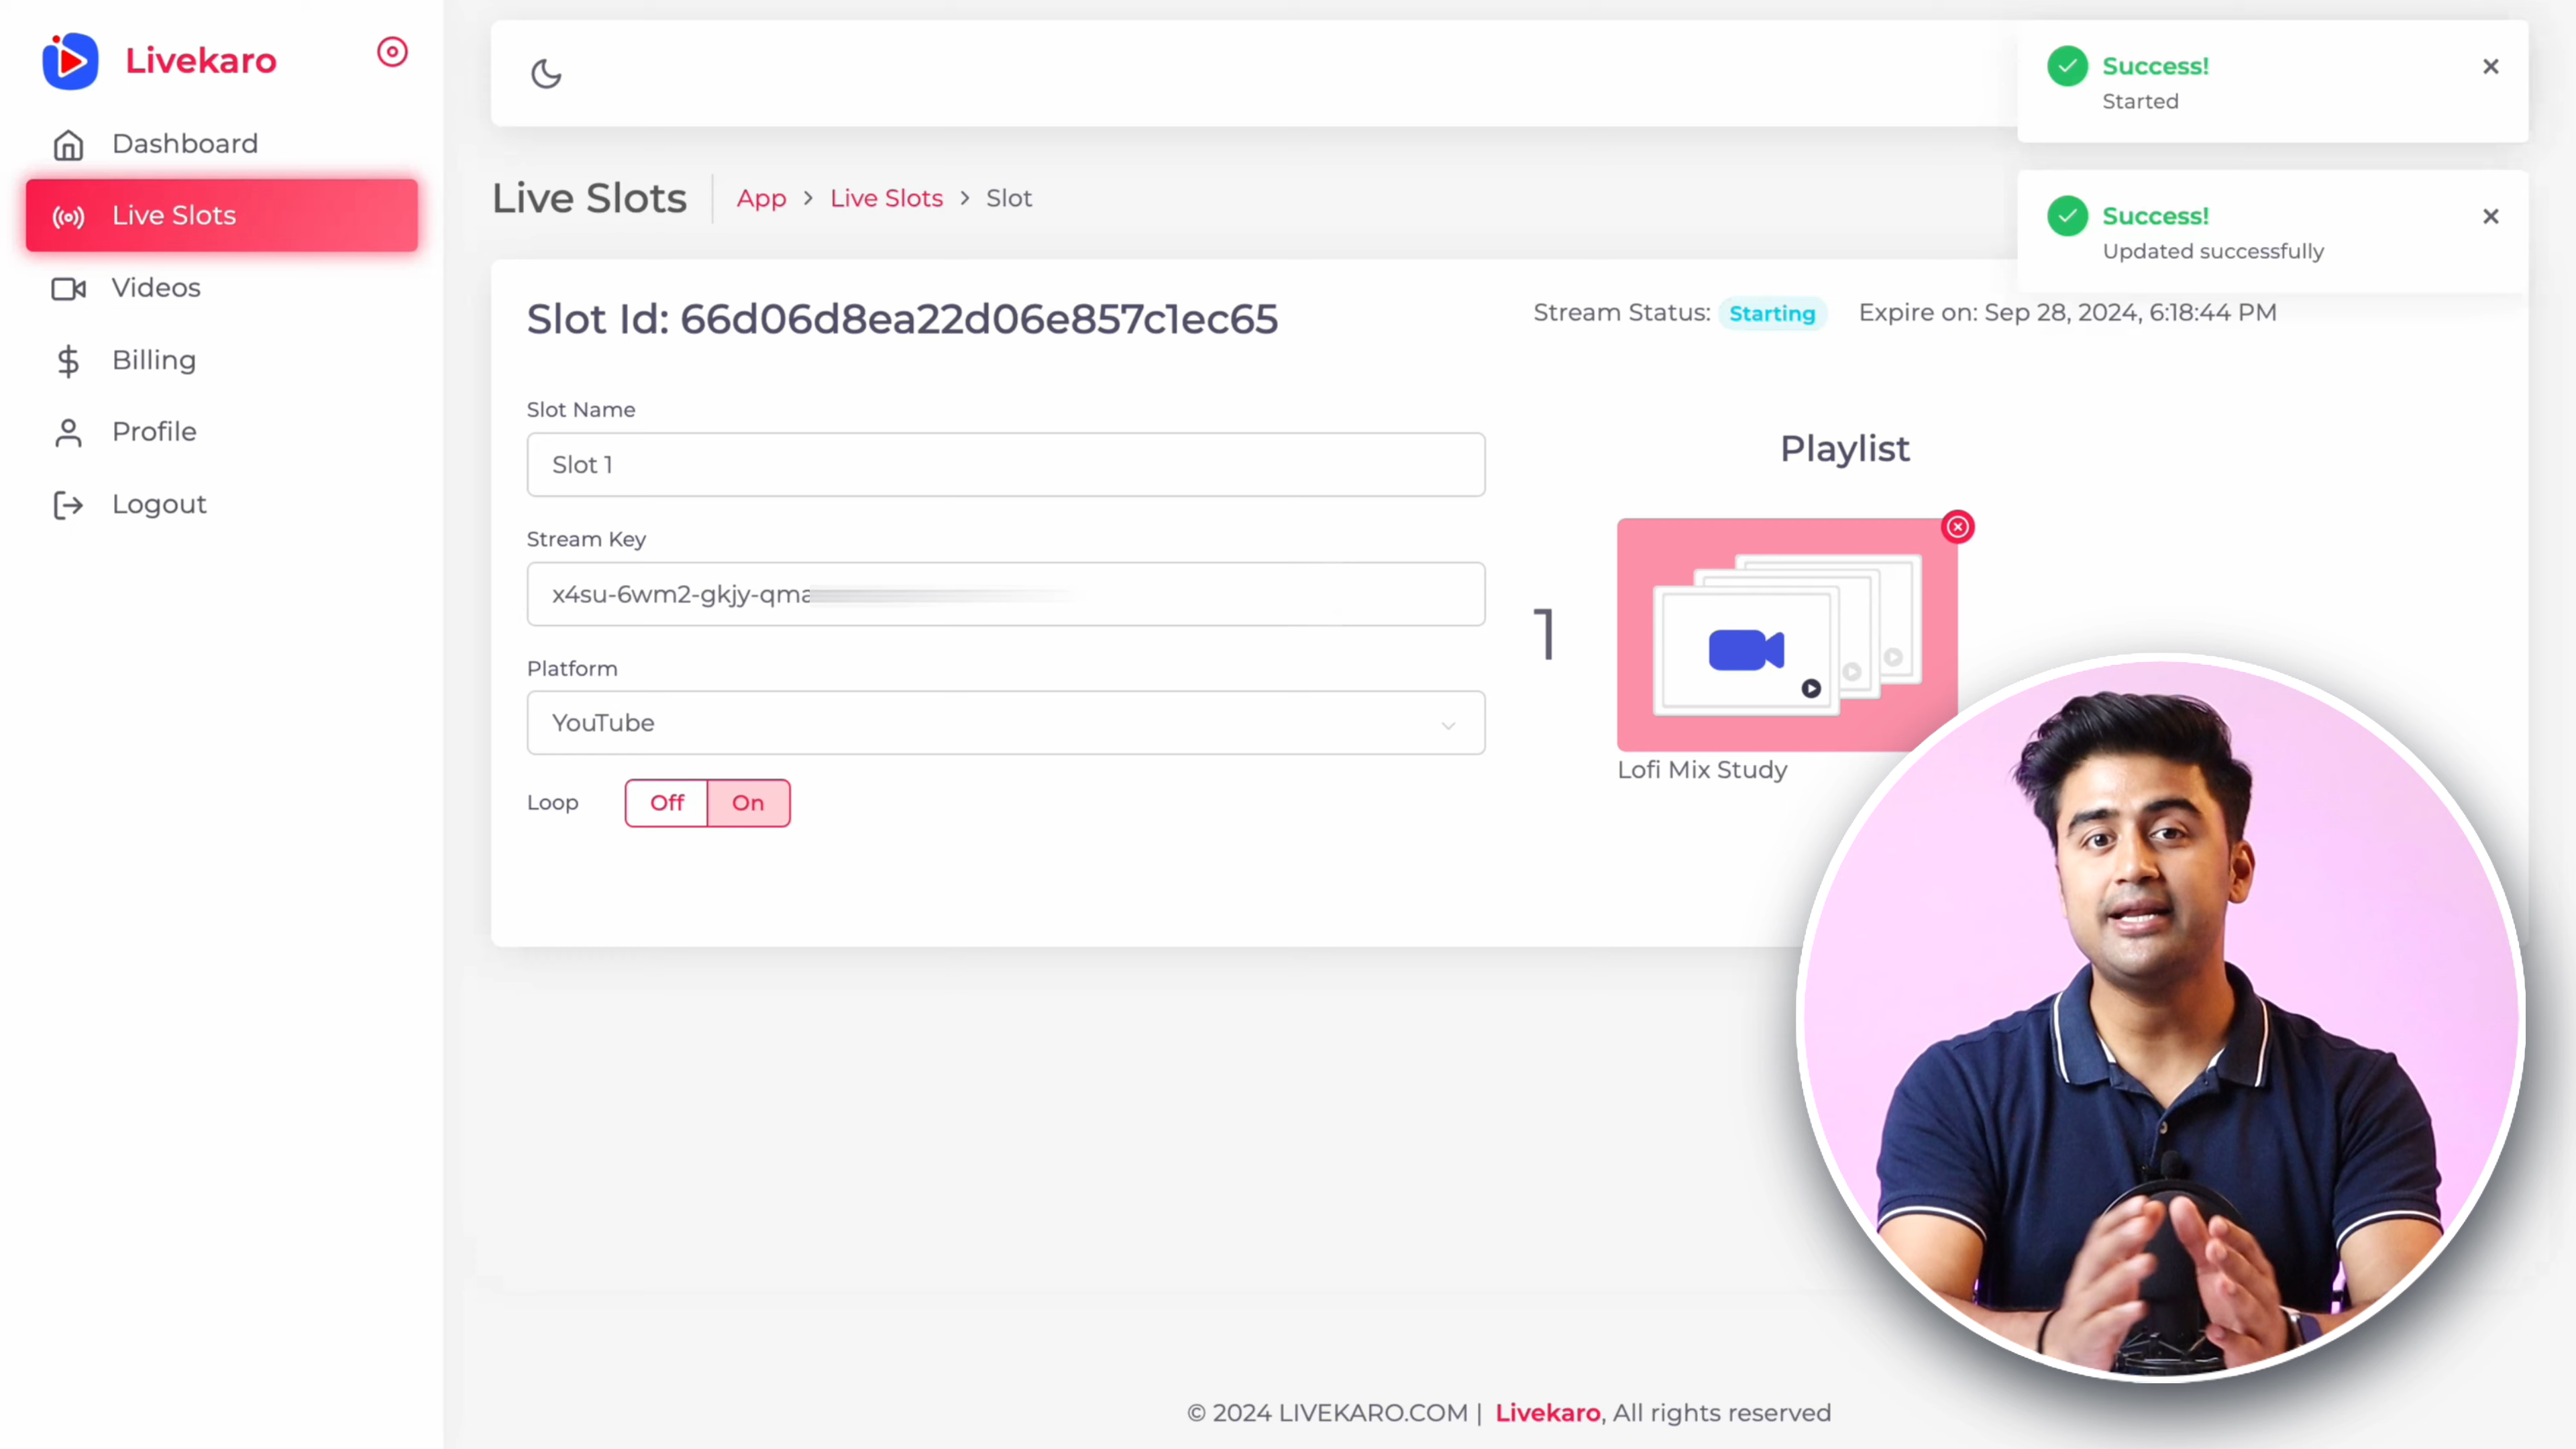 Livekaro
Dashboard
Live Slots
Videos
Billing
Profile
Logout
Success!
Started
Success!
Updated successfully
Live Slots
App > Live Slots > Slot
Slot Id: 66d06d8ea22d06e857c1ec65
Stream Status: Starting
Expire on: Sep 28, 2024, 6:18:44 PM
Slot Name
Slot 1
Stream Key
x4su-6wm2-gkjy-qma
Platform
YouTube
Loop
Off On
Playlist
1
Lofi Mix Study
© 2024 LIVEKARO.COM | Livekaro, All rights reserved